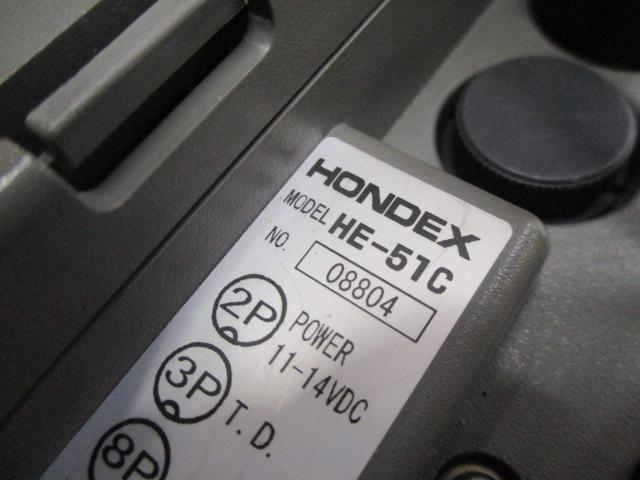 HONDEX
MODEL HE-51C
NO. 08804
2P POWER
11-14VDC
3P T.D.
8P